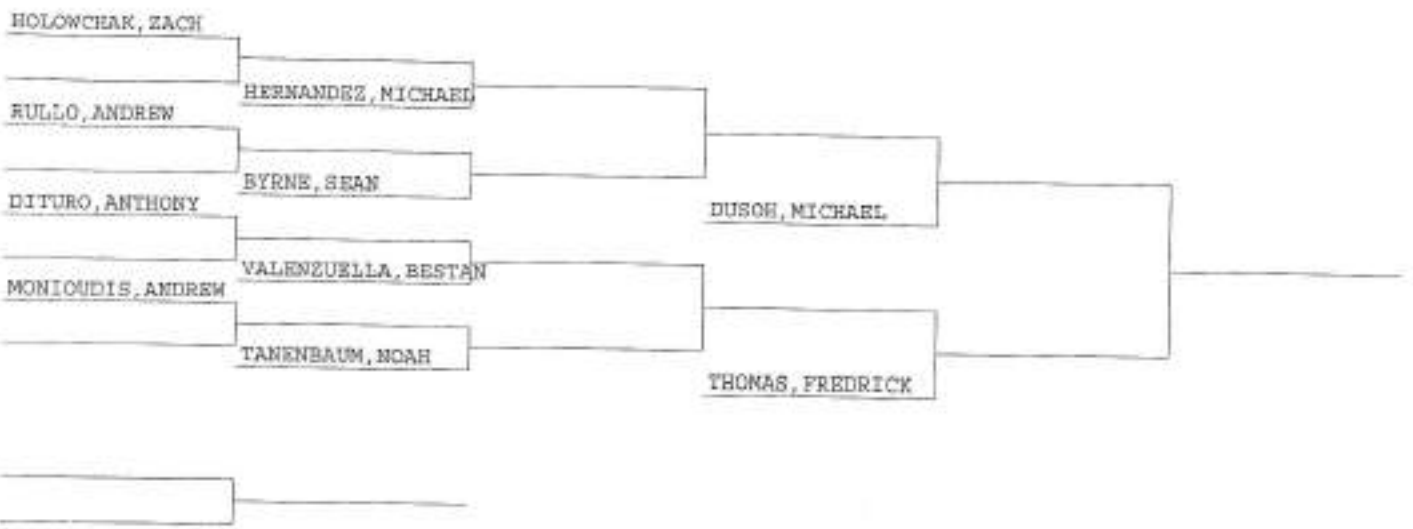 HOLOWCHAK, ZACH
HERNANDEZ, MICHAEL
RULLO, ANDREW
BYRNE, SEAN
DITURO, ANTHONY
DUSOH, MICHAEL
VALENZUELLA, BESTAN
MONIOUDIS, ANDREW
TANENBAUM, NOAH
THOMAS, FREDRICK